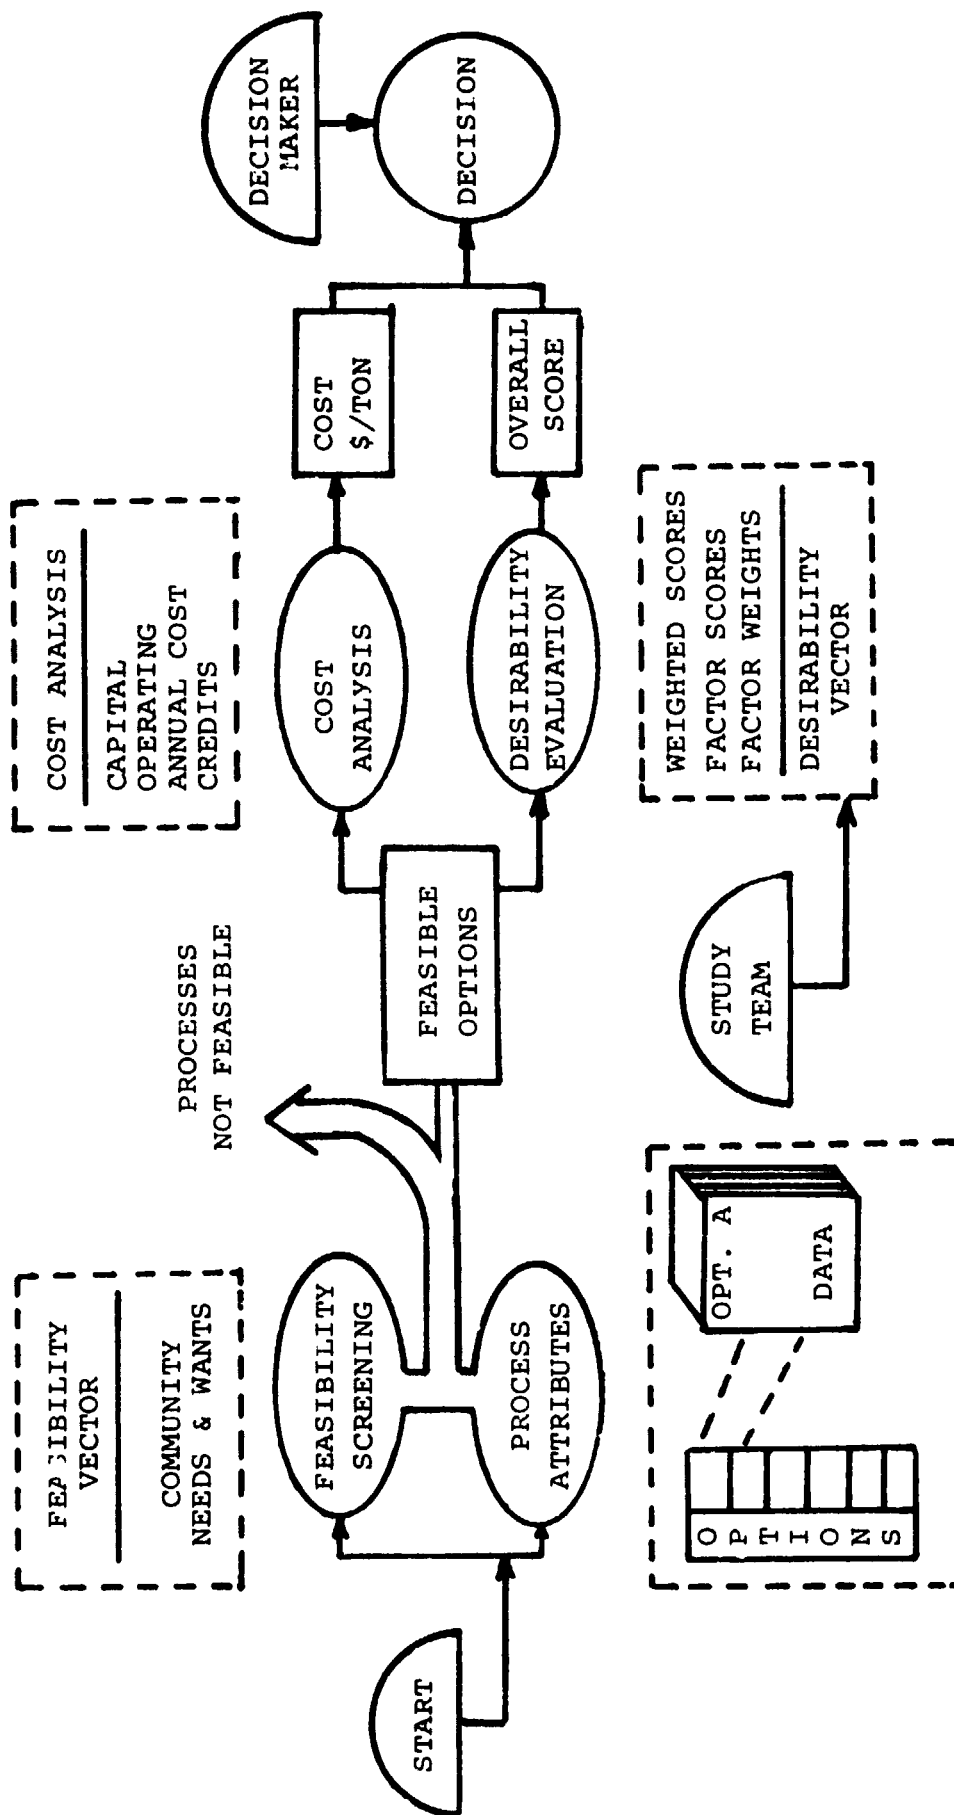 FEASIBILITY
VECTOR
COMMUNITY
NEEDS & WANTS
COST ANALYSIS
CAPITAL
OPERATING
ANNUAL COST
CREDITS
PROCESSES
NOT FEASIBLE
DECISION
MAKER
START
FEASIBILITY
SCREENING
PROCESS
ATTRIBUTES
FEASIBLE
OPTIONS
COST
ANALYSIS
DESIRABILITY
EVALUATION
COST
$/TON
OVERALL
SCORE
DECISION
O
P
T
I
O
N
S
OPT. A
DATA
STUDY
TEAM
WEIGHTED SCORES
FACTOR SCORES
FACTOR WEIGHTS
DESIRABILITY
VECTOR